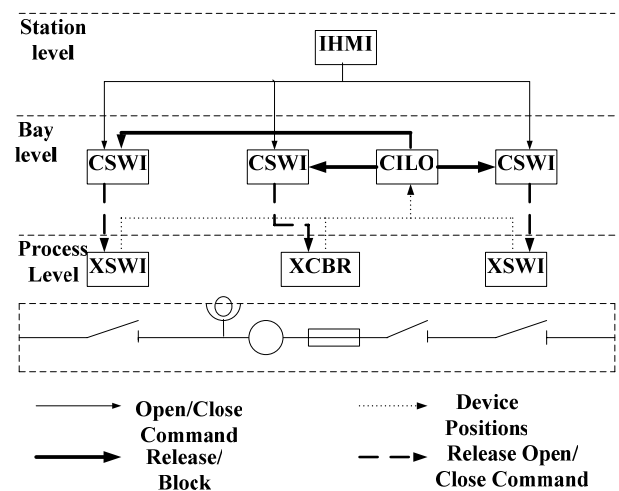 Station
level
IHMI
Bay
level
CSWI
CSWI
CILO
CSWI
Process
Level
XSWI
XCBR
XSWI
Open/Close
Command
Release/
Block
Device
Positions
Release Open/
Close Command